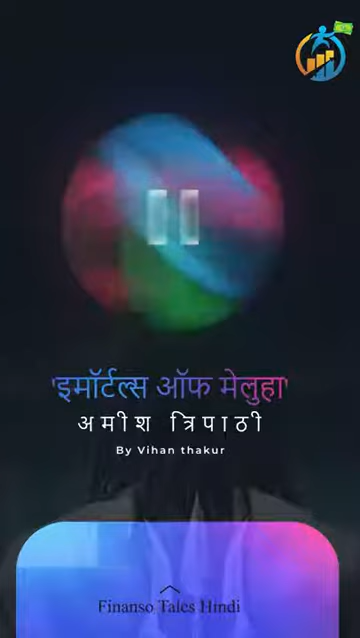 'इमॉर्टल्स ऑफ मेलुहा'
अमीश त्रिपाठी
By Vihan thakur
Finanso Tales Hindi